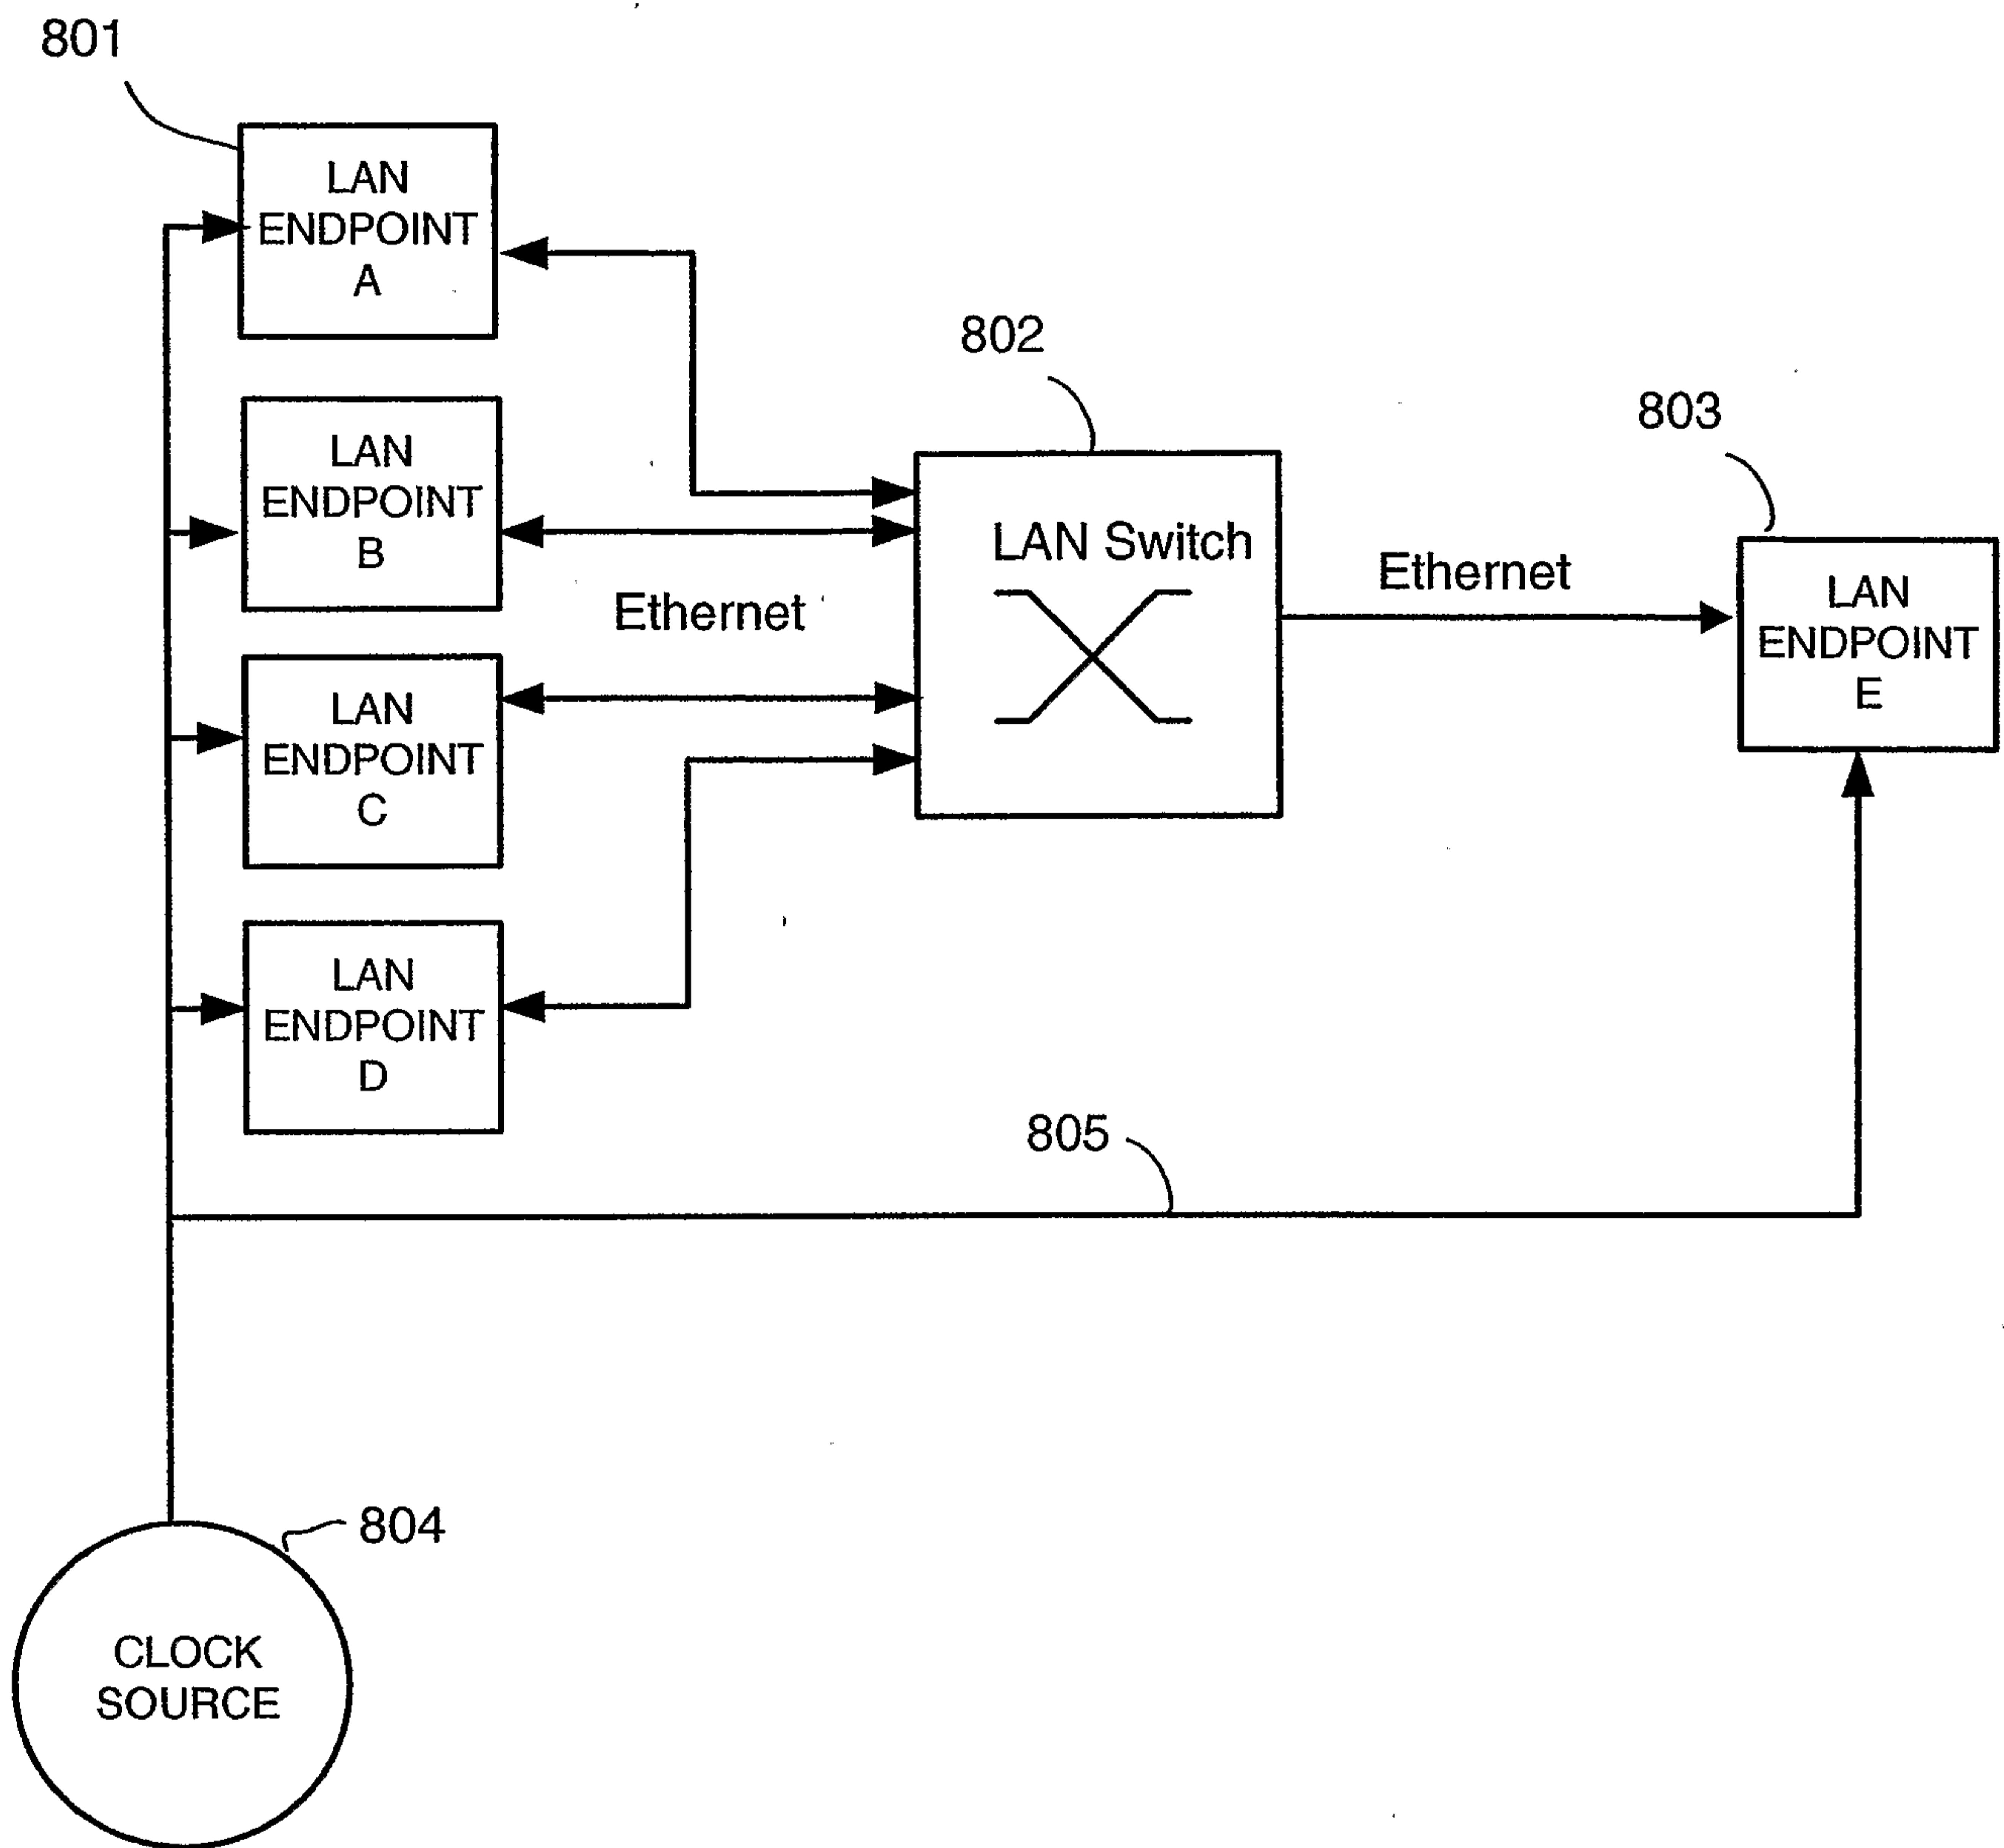 801
LAN
ENDPOINT
A
802
803
LAN
ENDPOINT
B
LAN Switch
Ethernet
Ethernet
LAN
ENDPOINT
E
LAN
ENDPOINT
C
LAN
ENDPOINT
D
805
804
CLOCK
SOURCE